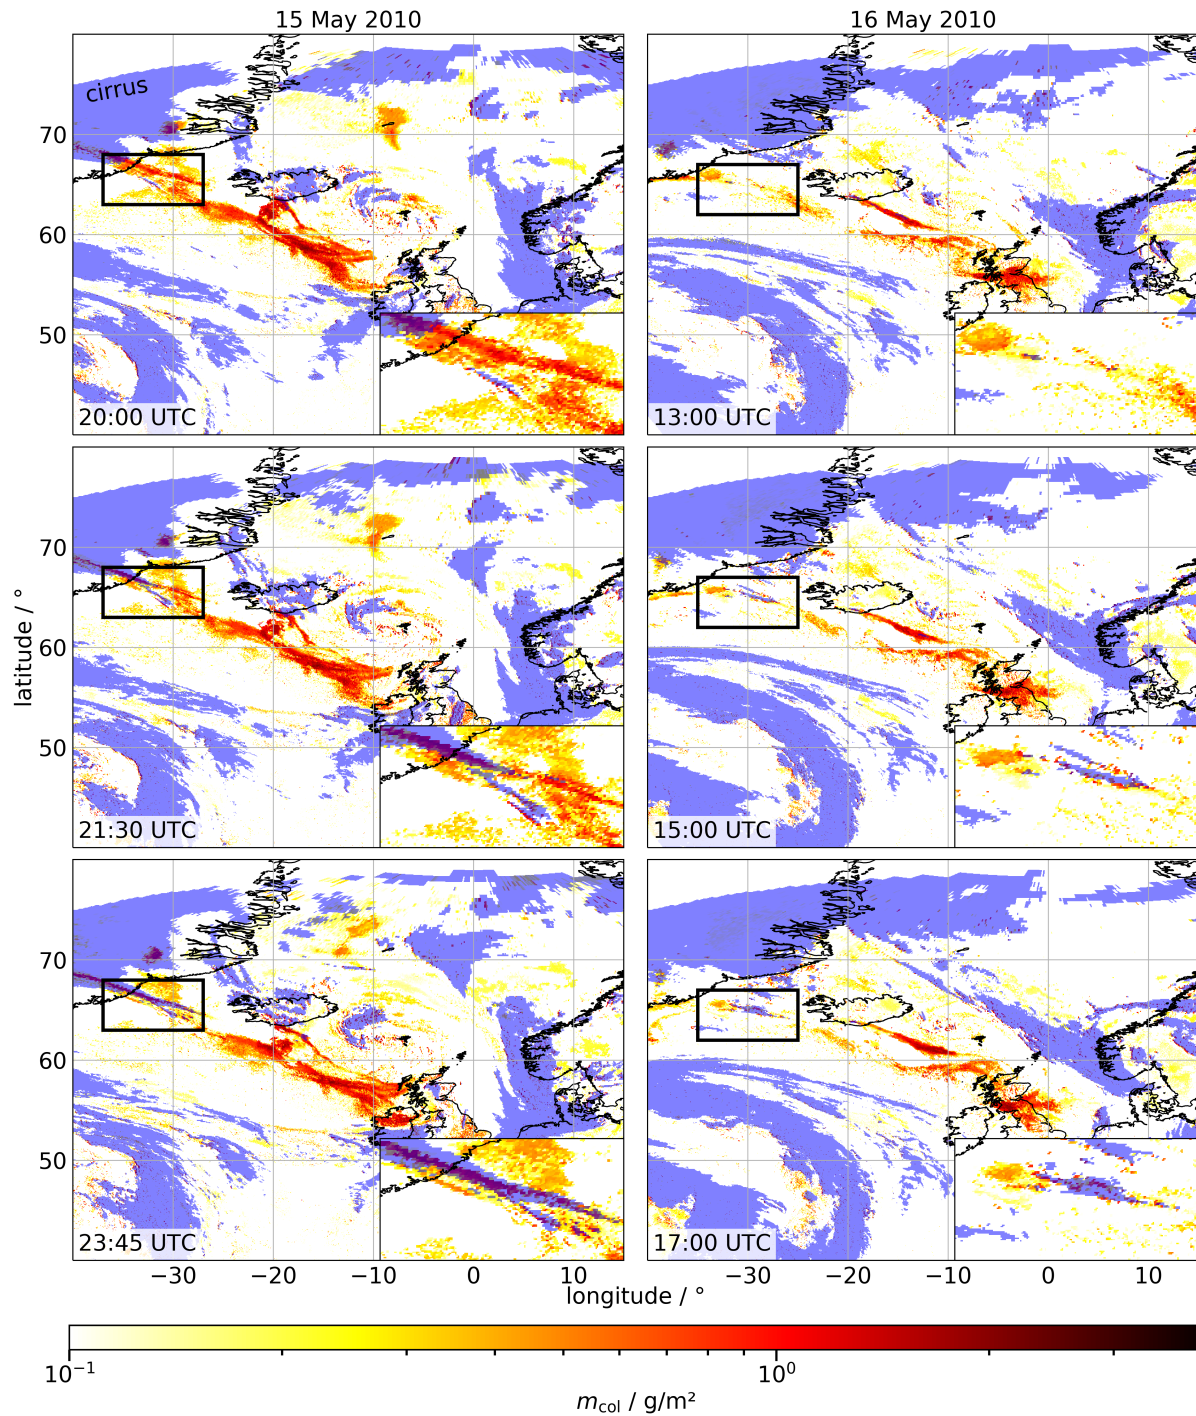 15 May 2010
16 May 2010
cirrus
70
60
50
20:00 UTC
13:00 UTC
latitude / °
70
60
50
21:30 UTC
15:00 UTC
70
60
50
23:45 UTC
17:00 UTC
−30 −20 −10 0 10
−30 −20 −10 0 10
longitude / °
10⁻¹ 10⁰
m_col / g/m²